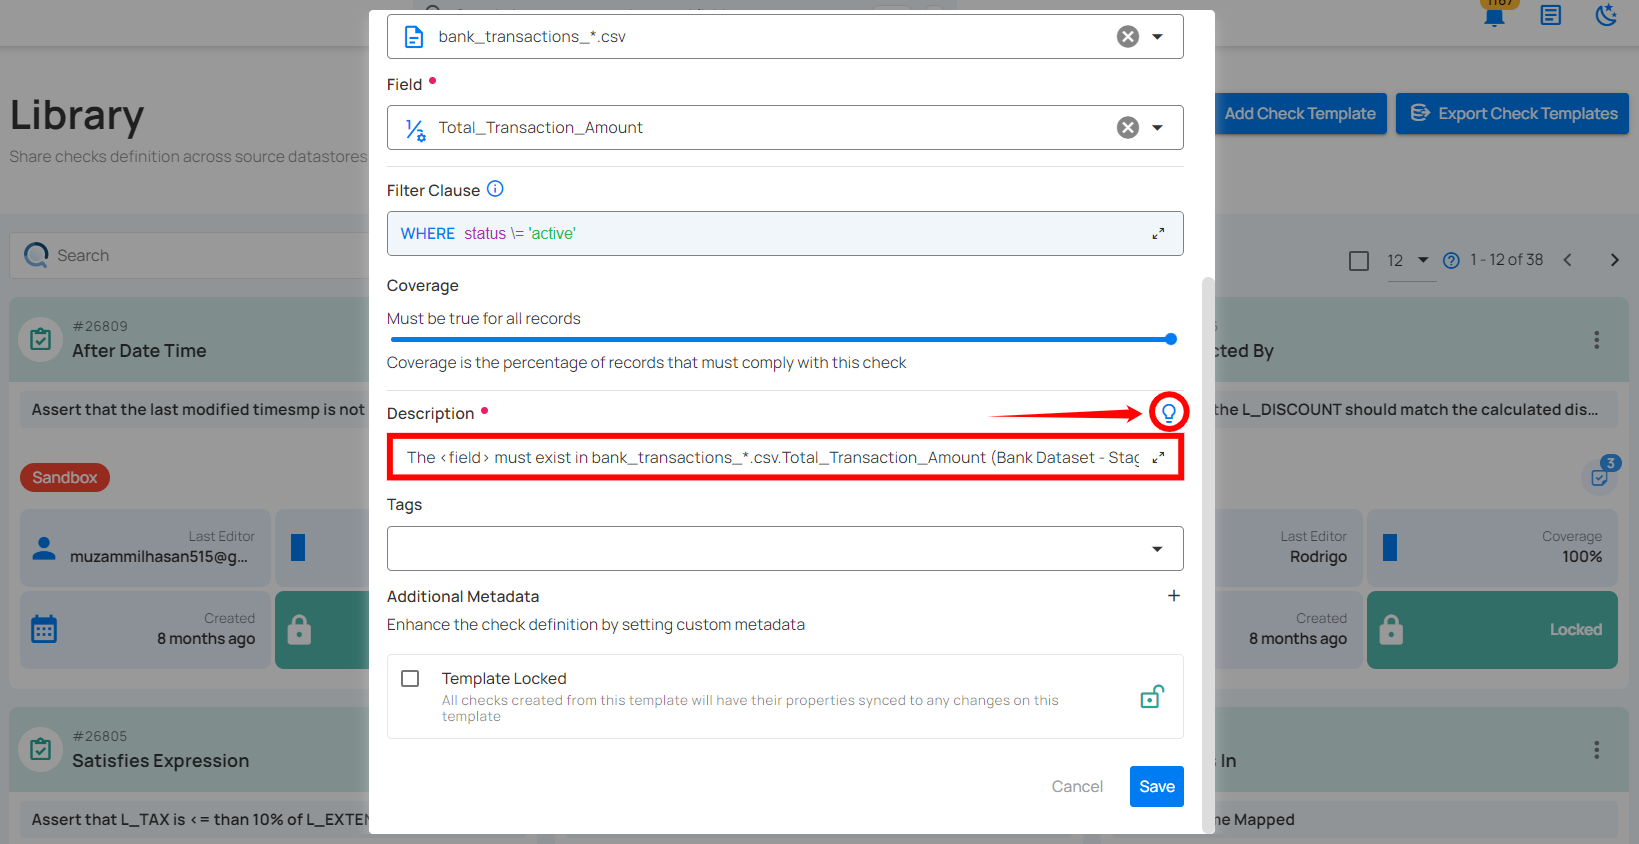 1167
bank_transactions_*.csv
Field
Total_Transaction_Amount
Library
Share checks definition across source datastores
Add Check Template
Export Check Templates
Filter Clause
WHERE status \= 'active'
Search
12
1 - 12 of 38
Coverage
Must be true for all records
Coverage is the percentage of records that must comply with this check
#26809
After Date Time
cted By
Assert that the last modified timesmp is not
the L_DISCOUNT should match the calculated dis...
Description
The <field> must exist in bank_transactions_*.csv.Total_Transaction_Amount (Bank Dataset - Stag
Sandbox
3
Tags
Last Editor
muzammilhasan515@g...
Last Editor
Rodrigo
Coverage
100%
Additional Metadata
Enhance the check definition by setting custom metadata
Created
8 months ago
Created
8 months ago
Locked
Template Locked
All checks created from this template will have their properties synced to any changes on this
template
#26805
Satisfies Expression
In
Cancel
Save
Assert that L_TAX is <= than 10% of L_EXTEN
me Mapped